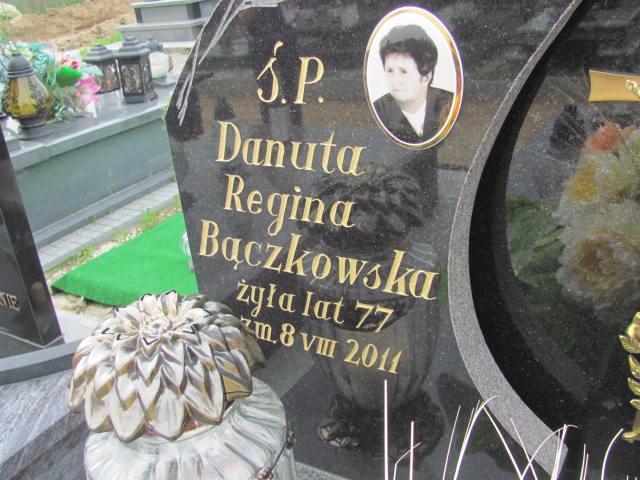 Ś.P.
Danuta
Regina
Bączkowska
żyła lat 77
zm. 8 VIII 2011